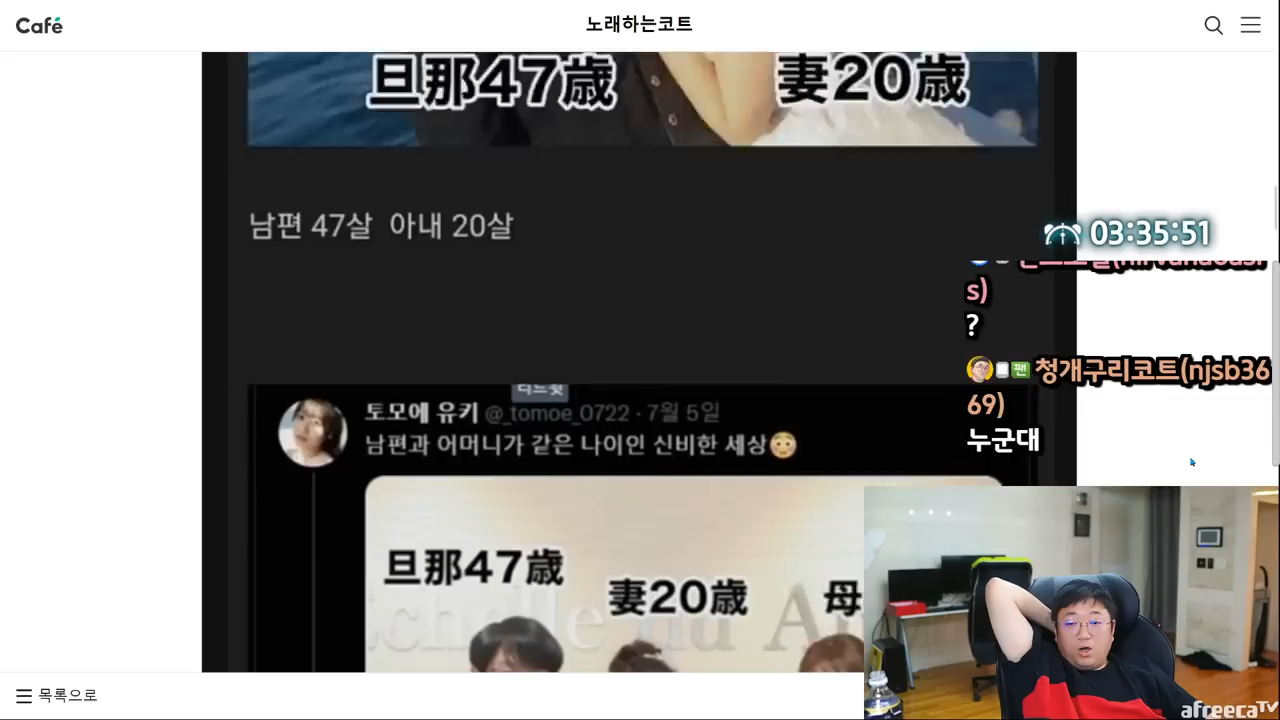 Café
노래하는코트
旦那47歳
妻20歳
남편 47살 아내 20살
03:35:51
s)
?
청개구리코트(njsb36
69)
누군대
토모에 유키 @_tomoe_0722 · 7월 5일
남편과 어머니가 같은 나이인 신비한 세상
旦那47歳
妻20歳
母
목록으로
afreecaTV